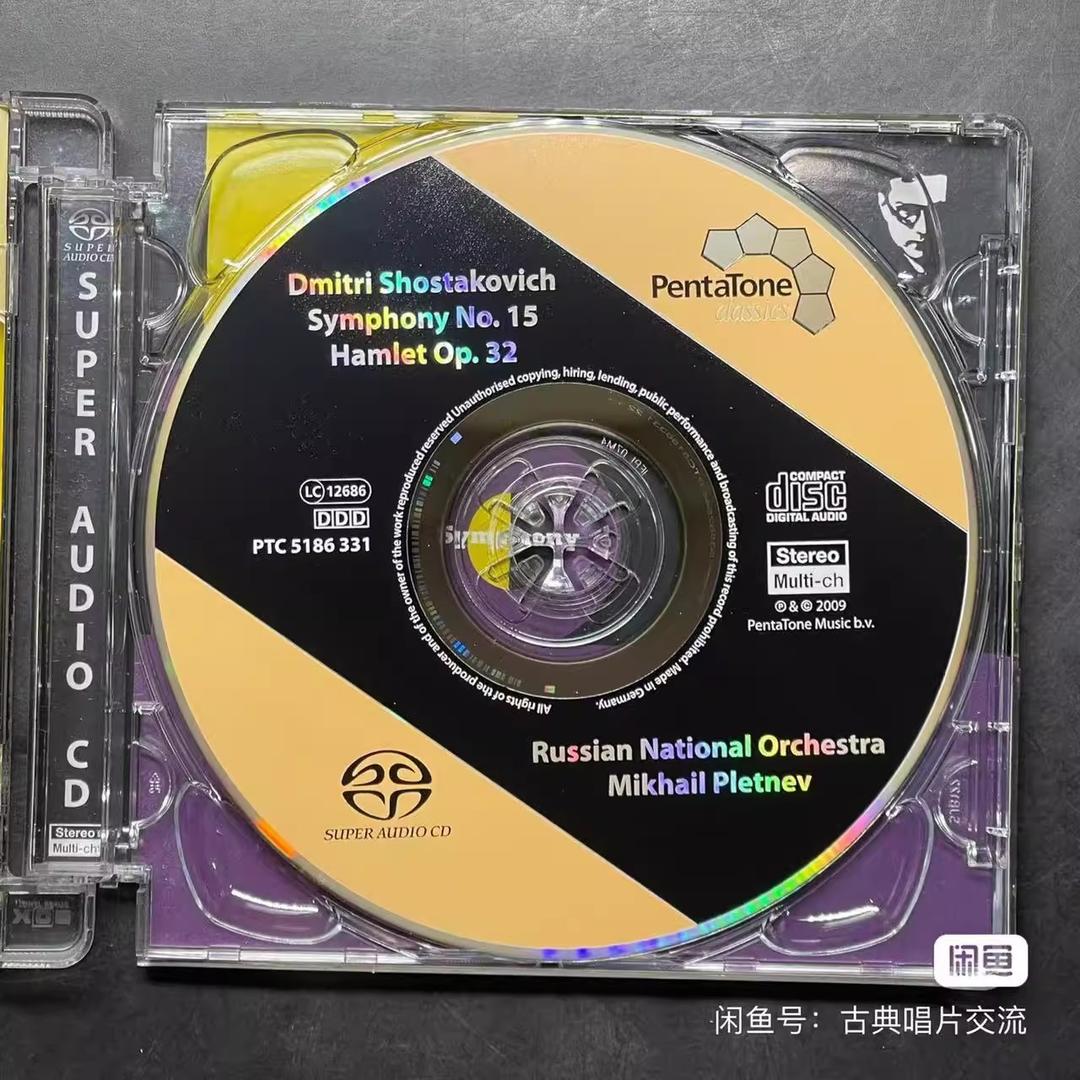 SUPER
AUDIO CD
SUPER AUDIO CD
Stereo
Multi-ch
Dmitri Shostakovich
Symphony No. 15
Hamlet Op. 32
PentaTone
classics
LC 12686
DDD
PTC 5186 331
COMPACT
disc
DIGITAL AUDIO
Stereo
Multi-ch
℗ & © 2009
PentaTone Music b.v.
All rights of the producer and of the owner of the work reproduced reserved Unauthorised copying, hiring, lending, public performance and broadcasting of this record prohibited. Made in Germany.
IFPI 07M4
Russian National Orchestra
Mikhail Pletnev
SUPER AUDIO CD
闲鱼
闲鱼号：古典唱片交流